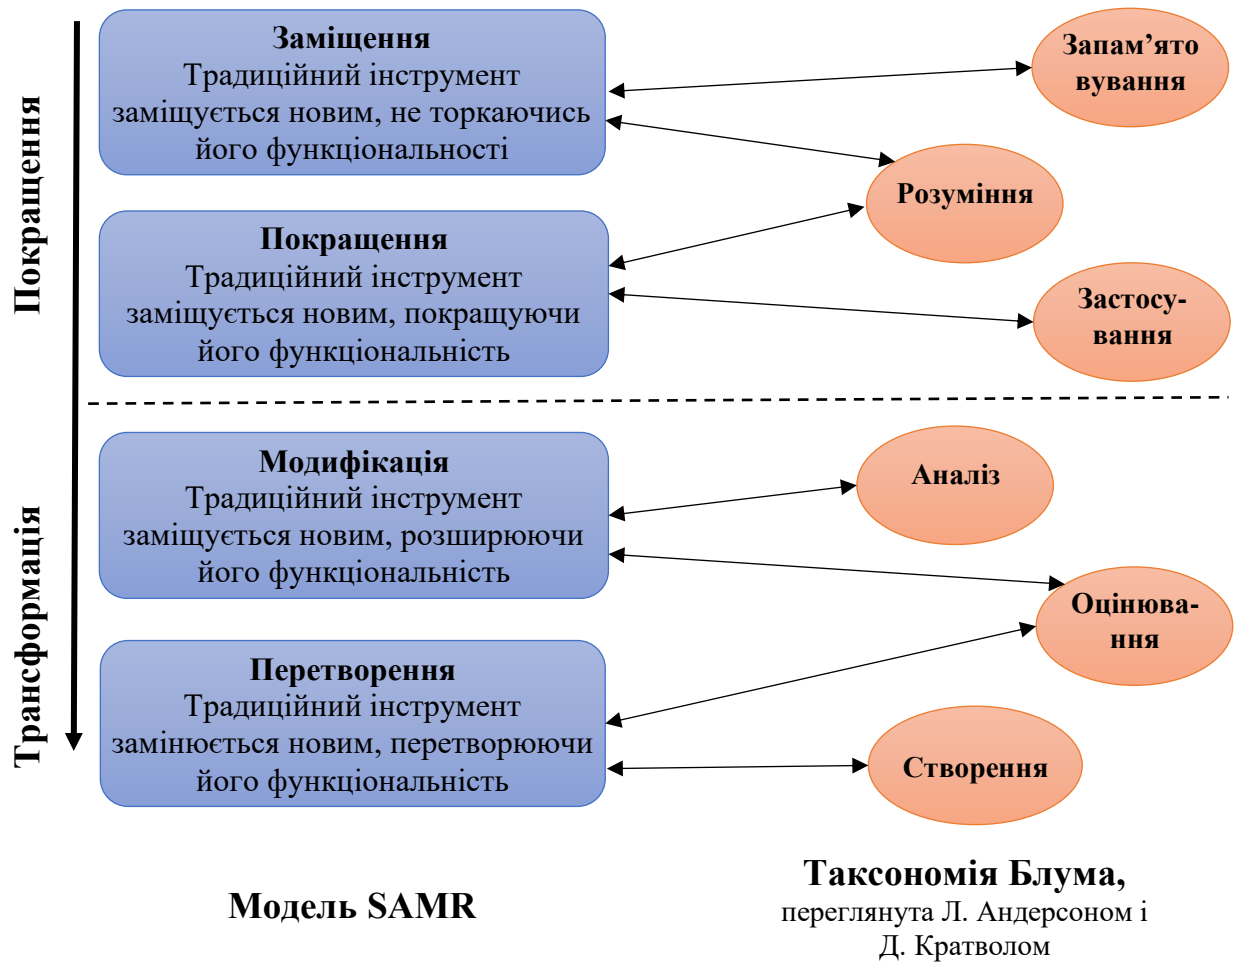 Покращення
Трансформація
Заміщення
Традиційний інструмент
заміщується новим, не торкаючись
його функціональності
Покращення
Традиційний інструмент
заміщується новим, покращуючи
його функціональність
Модифікація
Традиційний інструмент
заміщується новим, розширюючи
його функціональність
Перетворення
Традиційний інструмент
замінюється новим, перетворюючи
його функціональність
Запам’ято
вування
Розуміння
Застосу-
вання
Аналіз
Оцінюва-
ння
Створення
Модель SAMR
Таксономія Блума,
переглянута Л. Андерсоном і
Д. Кратволом